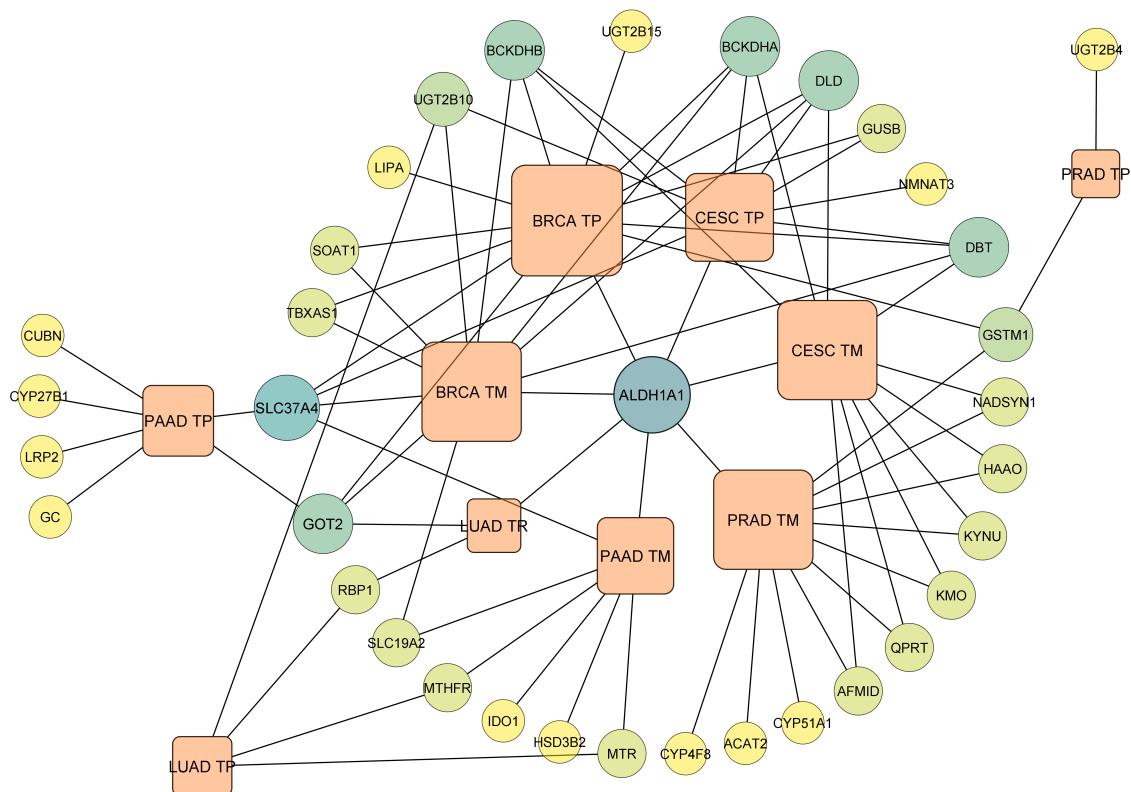 UGT2B15
BCKDHB
BCKDHA
UGT2B4
DLD
UGT2B10
GUSB
LIPA
PRAD TP
NMNAT3
BRCA TP
CESC TP
SOAT1
DBT
TBXAS1
CUBN
GSTM1
CESC TM
CYP27B1
BRCA TM
ALDH1A1
NADSYN1
SLC37A4
PAAD TP
LRP2
HAAO
GC
GOT2
LUAD TR
PRAD TM
KYNU
PAAD TM
RBP1
KMO
SLC19A2
QPRT
MTHFR
AFMID
IDO1
CYP51A1
HSD3B2
ACAT2
MTR
CYP4F8
LUAD TP